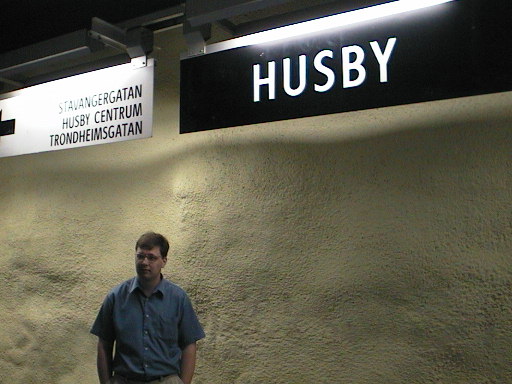 STAVANGERGATAN
HUSBY CENTRUM
TRONDHEIMSGATAN
HUSBY